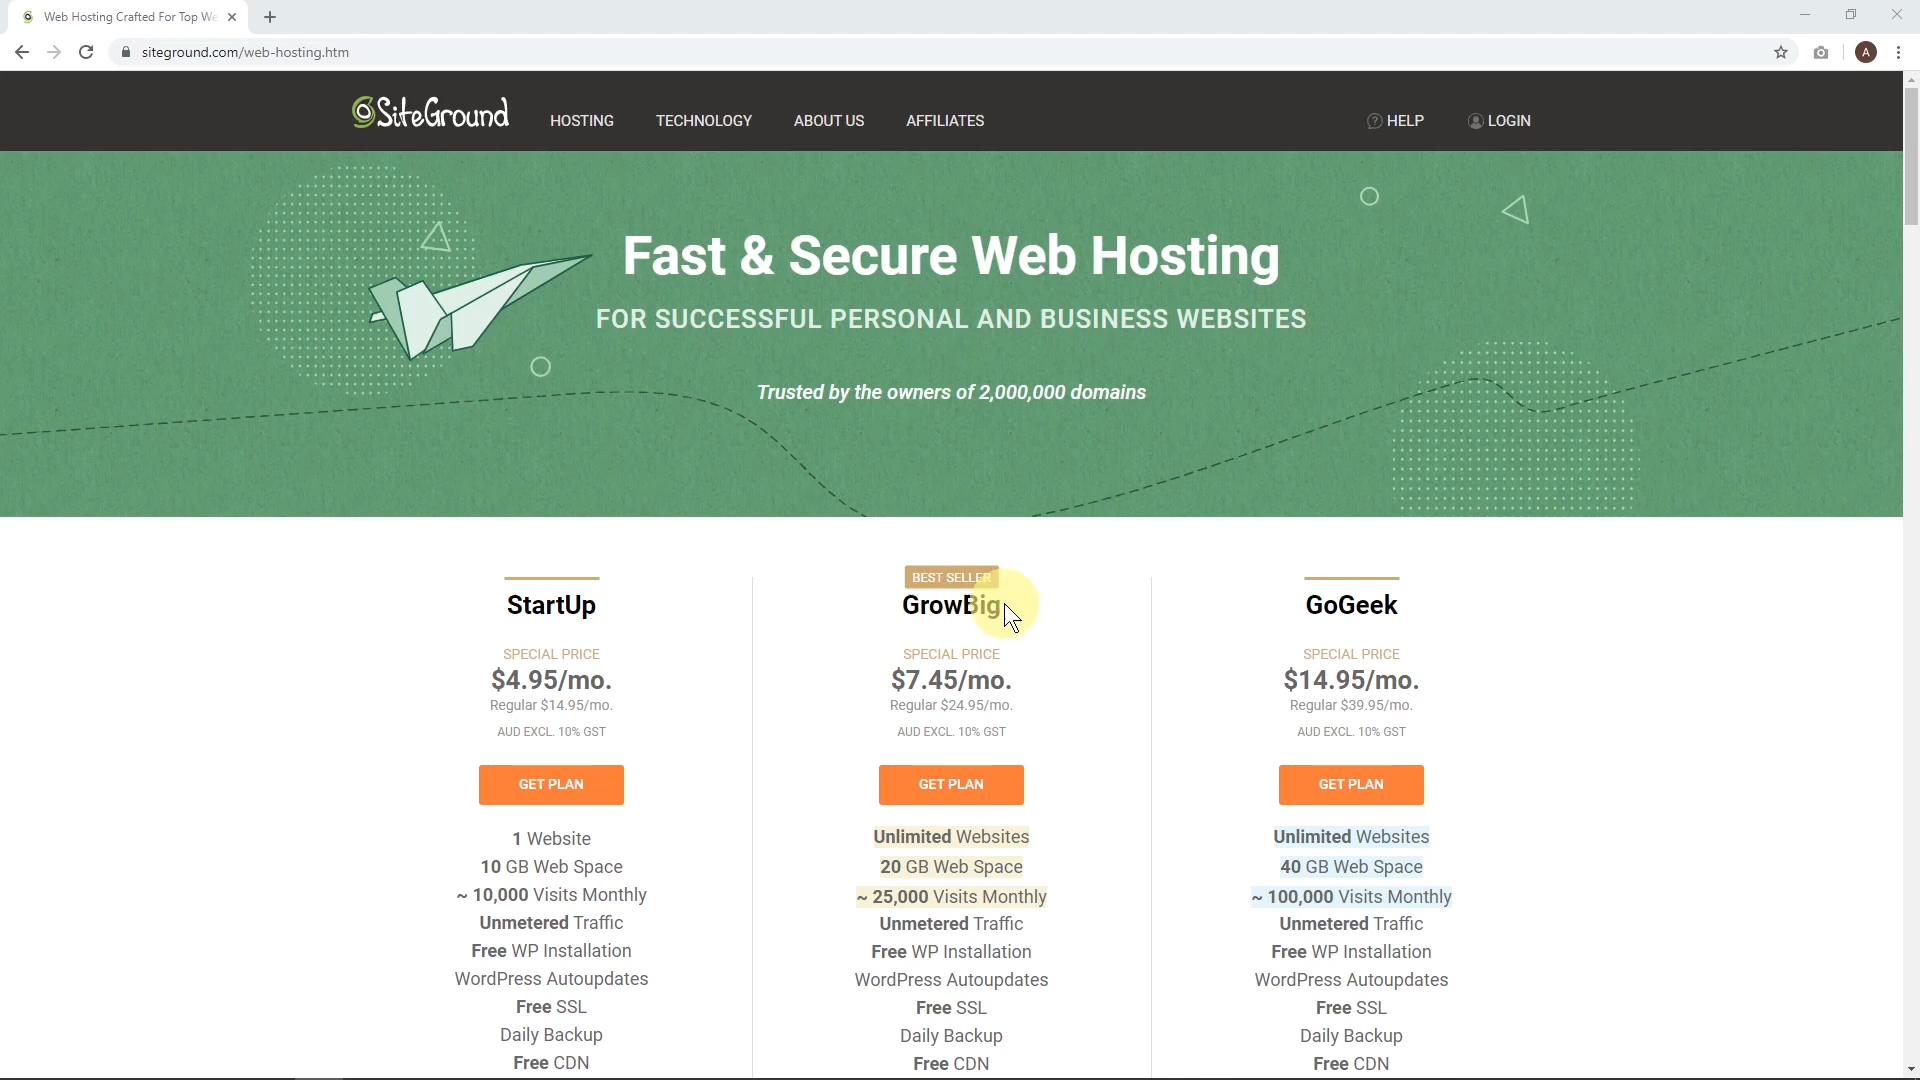 Web Hosting Crafted For Top We
siteground.com/web-hosting.htm
A
SiteGround
HOSTING
TECHNOLOGY
ABOUT US
AFFILIATES
? HELP
LOGIN
Fast & Secure Web Hosting
FOR SUCCESSFUL PERSONAL AND BUSINESS WEBSITES
Trusted by the owners of 2,000,000 domains
StartUp
SPECIAL PRICE
$4.95/mo.
Regular $14.95/mo.
AUD EXCL. 10% GST
GET PLAN
1 Website
10 GB Web Space
~ 10,000 Visits Monthly
Unmetered Traffic
Free WP Installation
WordPress Autoupdates
Free SSL
Daily Backup
Free CDN
BEST SELLER
GrowBig
SPECIAL PRICE
$7.45/mo.
Regular $24.95/mo.
AUD EXCL. 10% GST
GET PLAN
Unlimited Websites
20 GB Web Space
~ 25,000 Visits Monthly
Unmetered Traffic
Free WP Installation
WordPress Autoupdates
Free SSL
Daily Backup
Free CDN
GoGeek
SPECIAL PRICE
$14.95/mo.
Regular $39.95/mo.
AUD EXCL. 10% GST
GET PLAN
Unlimited Websites
40 GB Web Space
~ 100,000 Visits Monthly
Unmetered Traffic
Free WP Installation
WordPress Autoupdates
Free SSL
Daily Backup
Free CDN